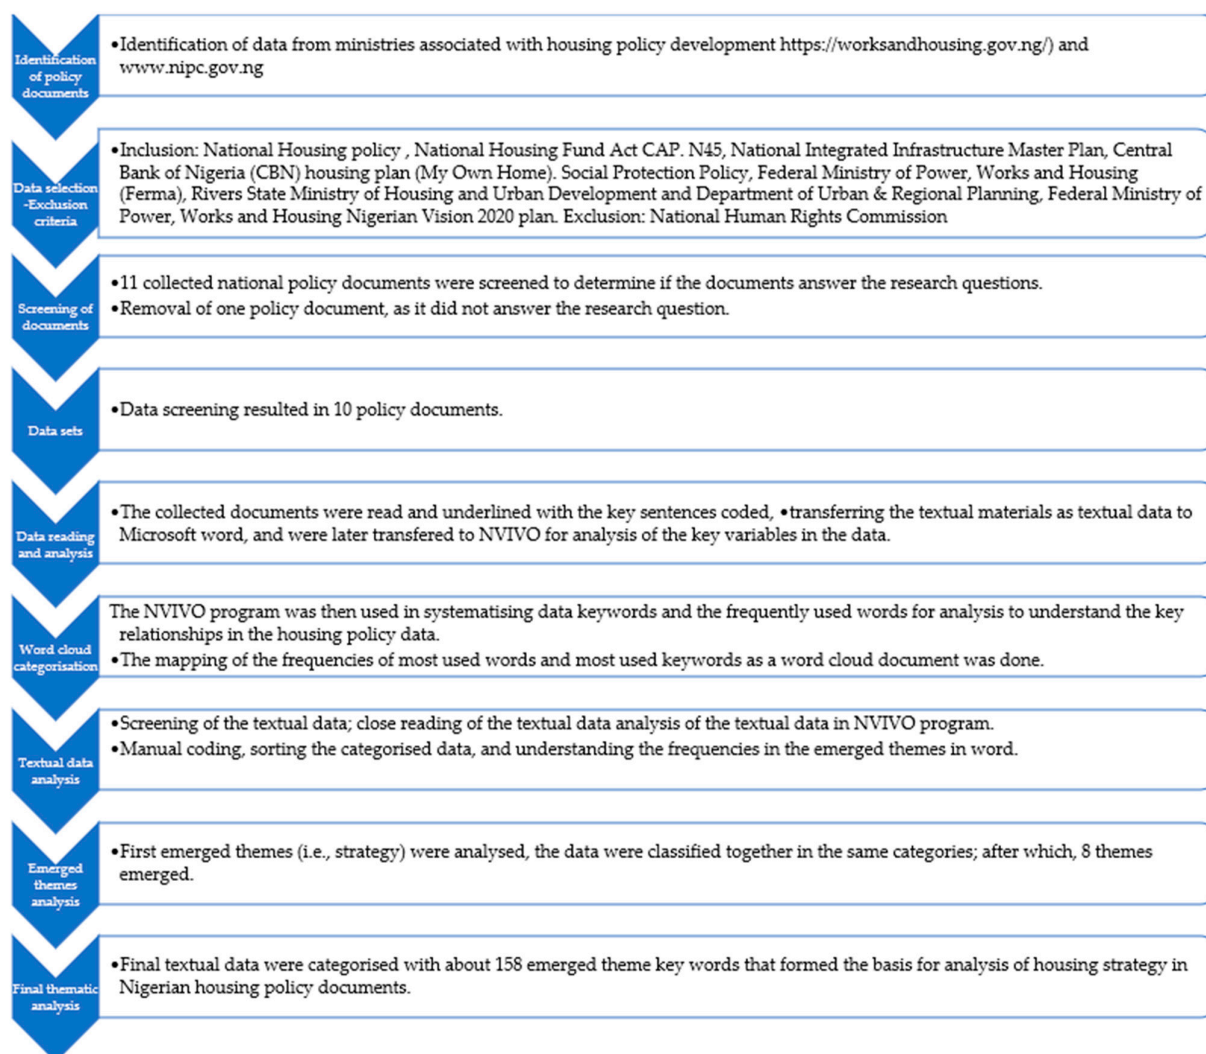 Identification
of policy
documents
•Identification of data from ministries associated with housing policy development https://worksandhousing.gov.ng/) and
www.nipc.gov.ng
Data selection
-Exclusion
criteria
•Inclusion: National Housing policy , National Housing Fund Act CAP. N45, National Integrated Infrastructure Master Plan, Central
Bank of Nigeria (CBN) housing plan (My Own Home). Social Protection Policy, Federal Ministry of Power, Works and Housing
(Ferma), Rivers State Ministry of Housing and Urban Development and Department of Urban & Regional Planning, Federal Ministry of
Power, Works and Housing Nigerian Vision 2020 plan. Exclusion: National Human Rights Commission
Screening of
documents
•11 collected national policy documents were screened to determine if the documents answer the research questions.
•Removal of one policy document, as it did not answer the research question.
Data sets
•Data screening resulted in 10 policy documents.
Data reading
and analysis
•The collected documents were read and underlined with the key sentences coded, •transferring the textual materials as textual data to
Microsoft word, and were later transfered to NVIVO for analysis of the key variables in the data.
Word cloud
categorisation
The NVIVO program was then used in systematising data keywords and the frequently used words for analysis to understand the key
relationships in the housing policy data.
•The mapping of the frequencies of most used words and most used keywords as a word cloud document was done.
Textual data
analysis
•Screening of the textual data; close reading of the textual data analysis of the textual data in NVIVO program.
•Manual coding, sorting the categorised data, and understanding the frequencies in the emerged themes in word.
Emerged
themes
analysis
•First emerged themes (i.e., strategy) were analysed, the data were classified together in the same categories; after which, 8 themes
emerged.
Final thematic
analysis
•Final textual data were categorised with about 158 emerged theme key words that formed the basis for analysis of housing strategy in
Nigerian housing policy documents.